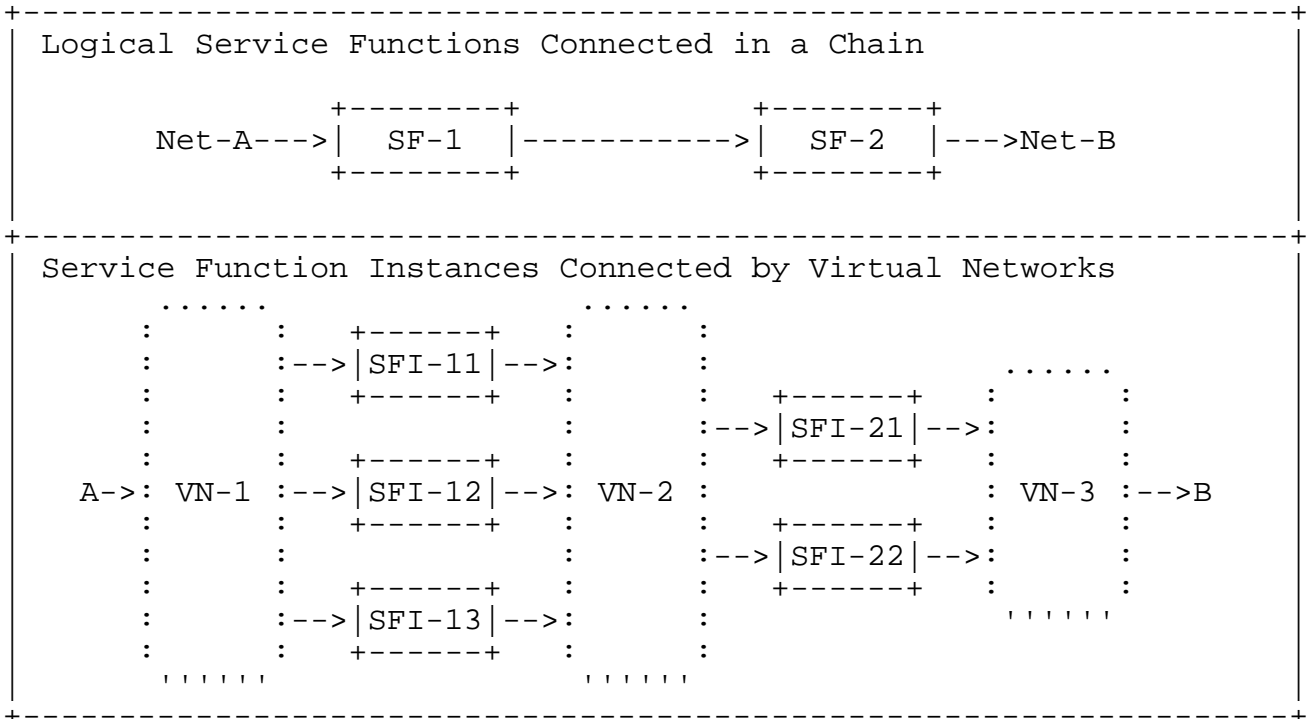 +-------------------------------------------------------------------+
| Logical Service Functions Connected in a Chain                    |
|                                                                   |
|                +--------+            +--------+                   |
|       Net-A--->|  SF-1  |----------->|  SF-2  |--->Net-B          |
|                +--------+            +--------+                   |
|                                                                   |
+-------------------------------------------------------------------+
| Service Function Instances Connected by Virtual Networks          |
|        ......                ......                               |
|       :      :   +------+   :      :                              |
|       :      :-->|SFI-11|-->:      :               ......         |
|       :      :   +------+   :      :   +------+   :      :        |
|       :      :              :      :-->|SFI-21|-->:      :        |
|       :      :   +------+   :      :   +------+   :      :        |
|   A->: VN-1 :-->|SFI-12|-->: VN-2 :              : VN-3 :-->B     |
|       :      :   +------+   :      :   +------+   :      :        |
|       :      :              :      :-->|SFI-22|-->:      :        |
|       :      :   +------+   :      :   +------+   :      :        |
|       :      :-->|SFI-13|-->:      :               ''''''         |
|       :      :   +------+   :      :                              |
|        ''''''                ''''''                               |
+-------------------------------------------------------------------+